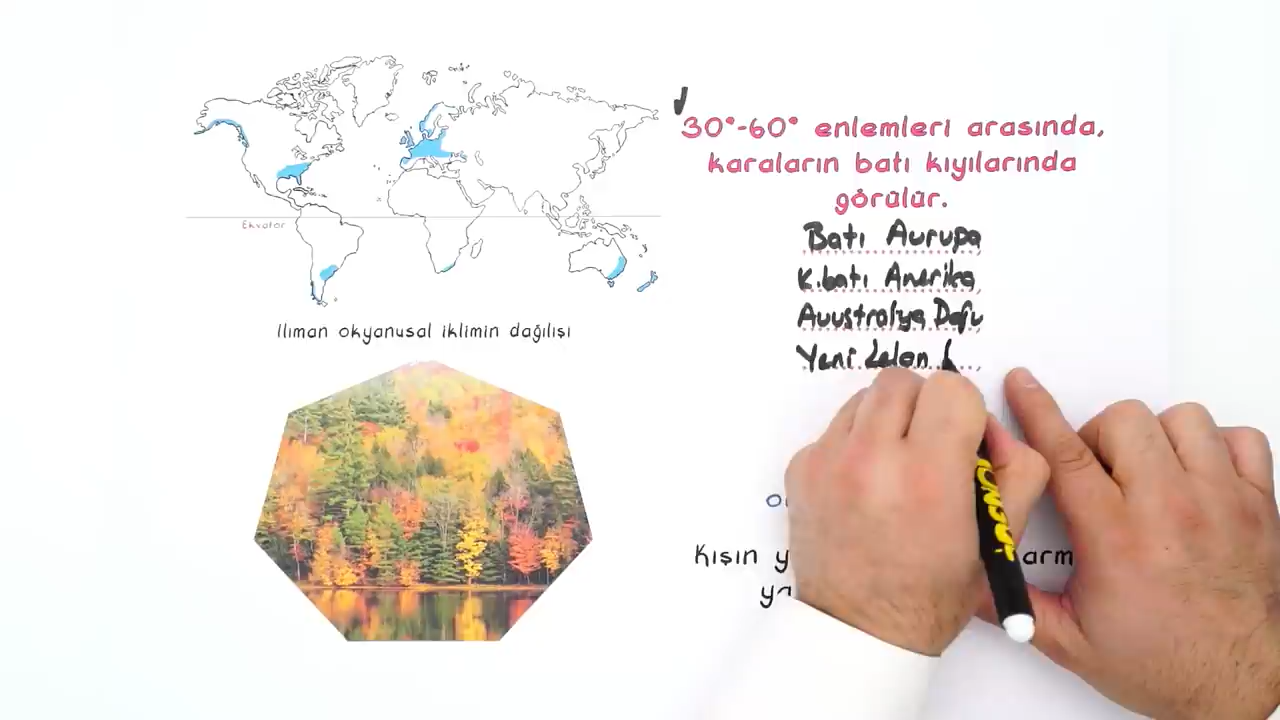 30°-60° enlemleri arasında,
karaların batı kıyılarında
görülür.
Batı Avrupa
K.batı Amerika
Avustralya Doğu
Yeni Zelan
Ekvator
Ilıman okyanusal iklimin dağılışı
Kışın y
arm